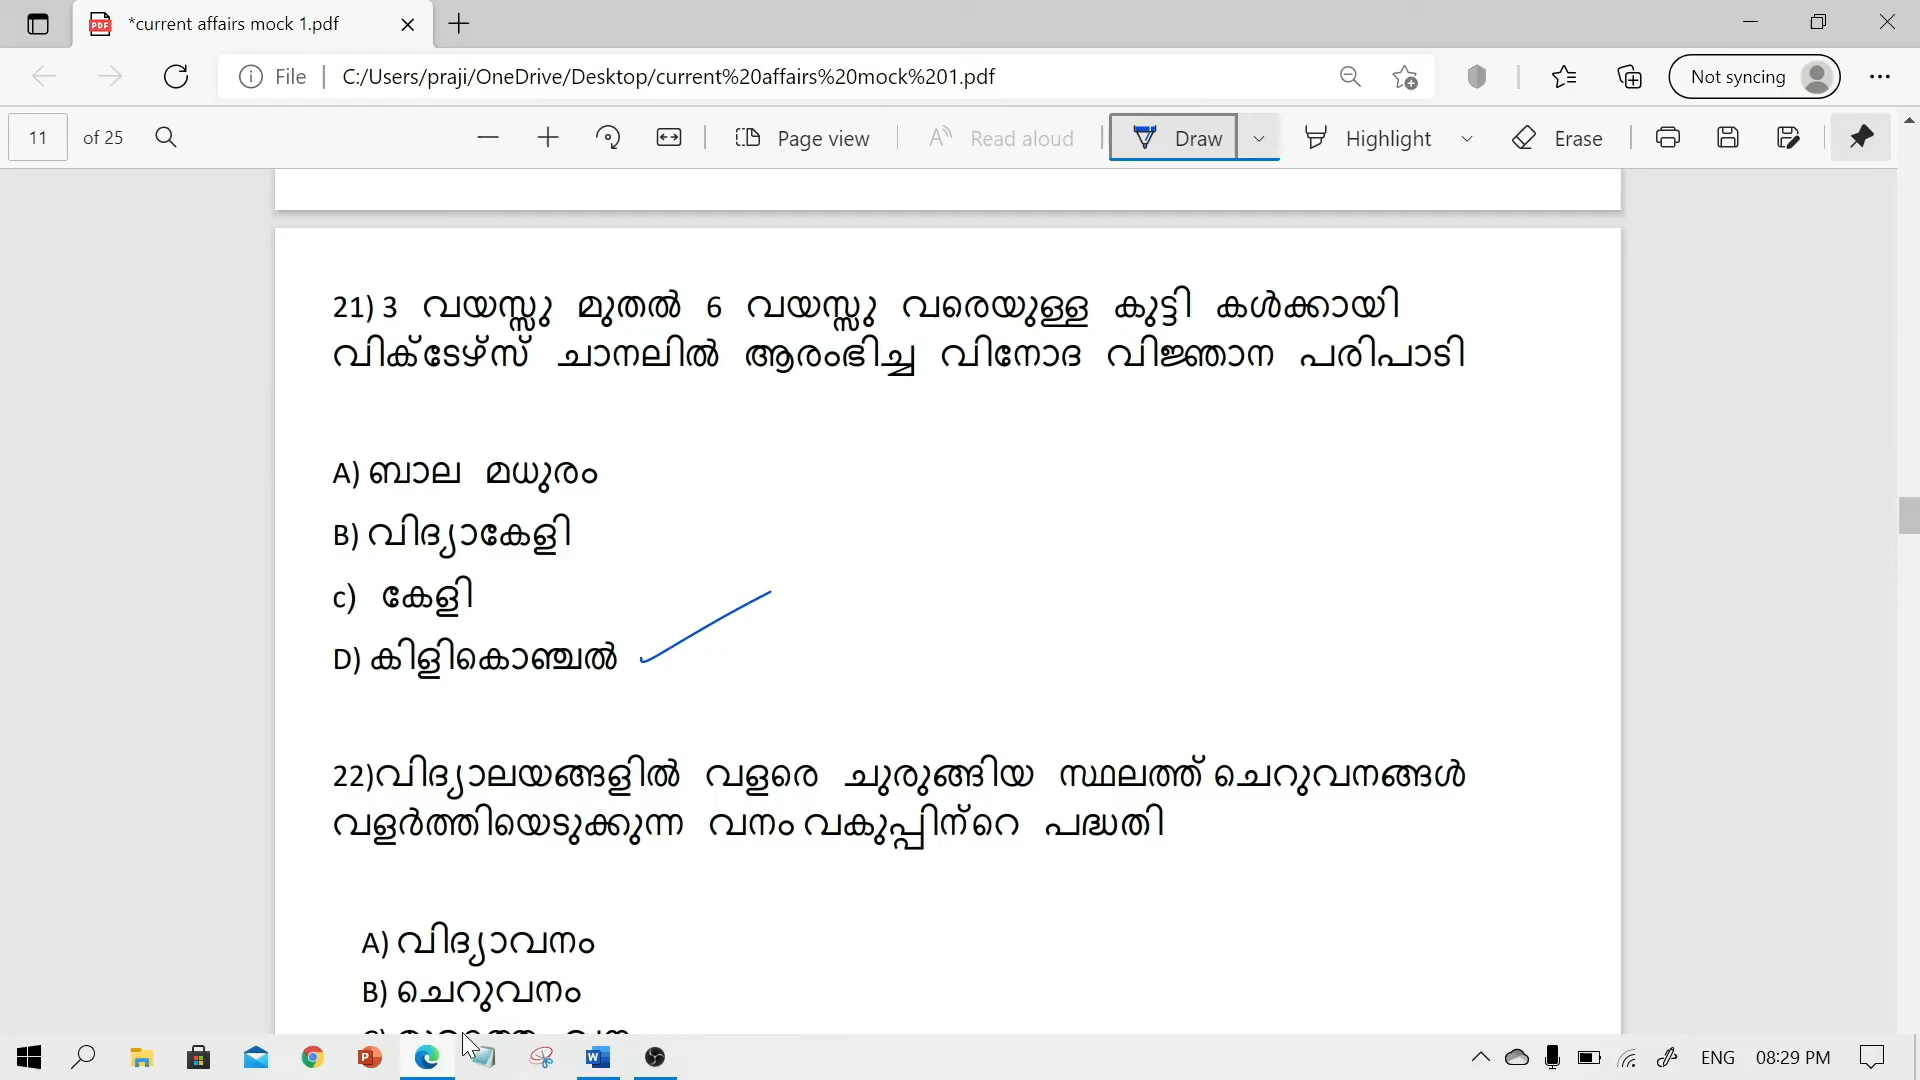 *current affairs mock 1.pdf
File
C:/Users/praji/OneDrive/Desktop/current%20affairs%20mock%201.pdf
Not syncing
11 of 25
Page view
Read aloud
Draw
Highlight
Erase
21) 3 വയസ്സു മുതൽ 6 വയസ്സു വരെയുള്ള കുട്ടി കൾക്കായി
വിക്ടേഴ്സ് ചാനലിൽ ആരംഭിച്ച വിനോദ വിജ്ഞാന പരിപാടി
A) ബാല മധുരം
B) വിദ്യാകേളി
c) കേളി
D) കിളികൊഞ്ചൽ
22)വിദ്യാലയങ്ങളിൽ വളരെ ചുരുങ്ങിയ സ്ഥലത്ത് ചെറുവനങ്ങൾ
വളർത്തിയെടുക്കുന്ന വനം വകുപ്പിന്റെ പദ്ധതി
A) വിദ്യാവനം
B) ചെറുവനം
ENG
08:29 PM